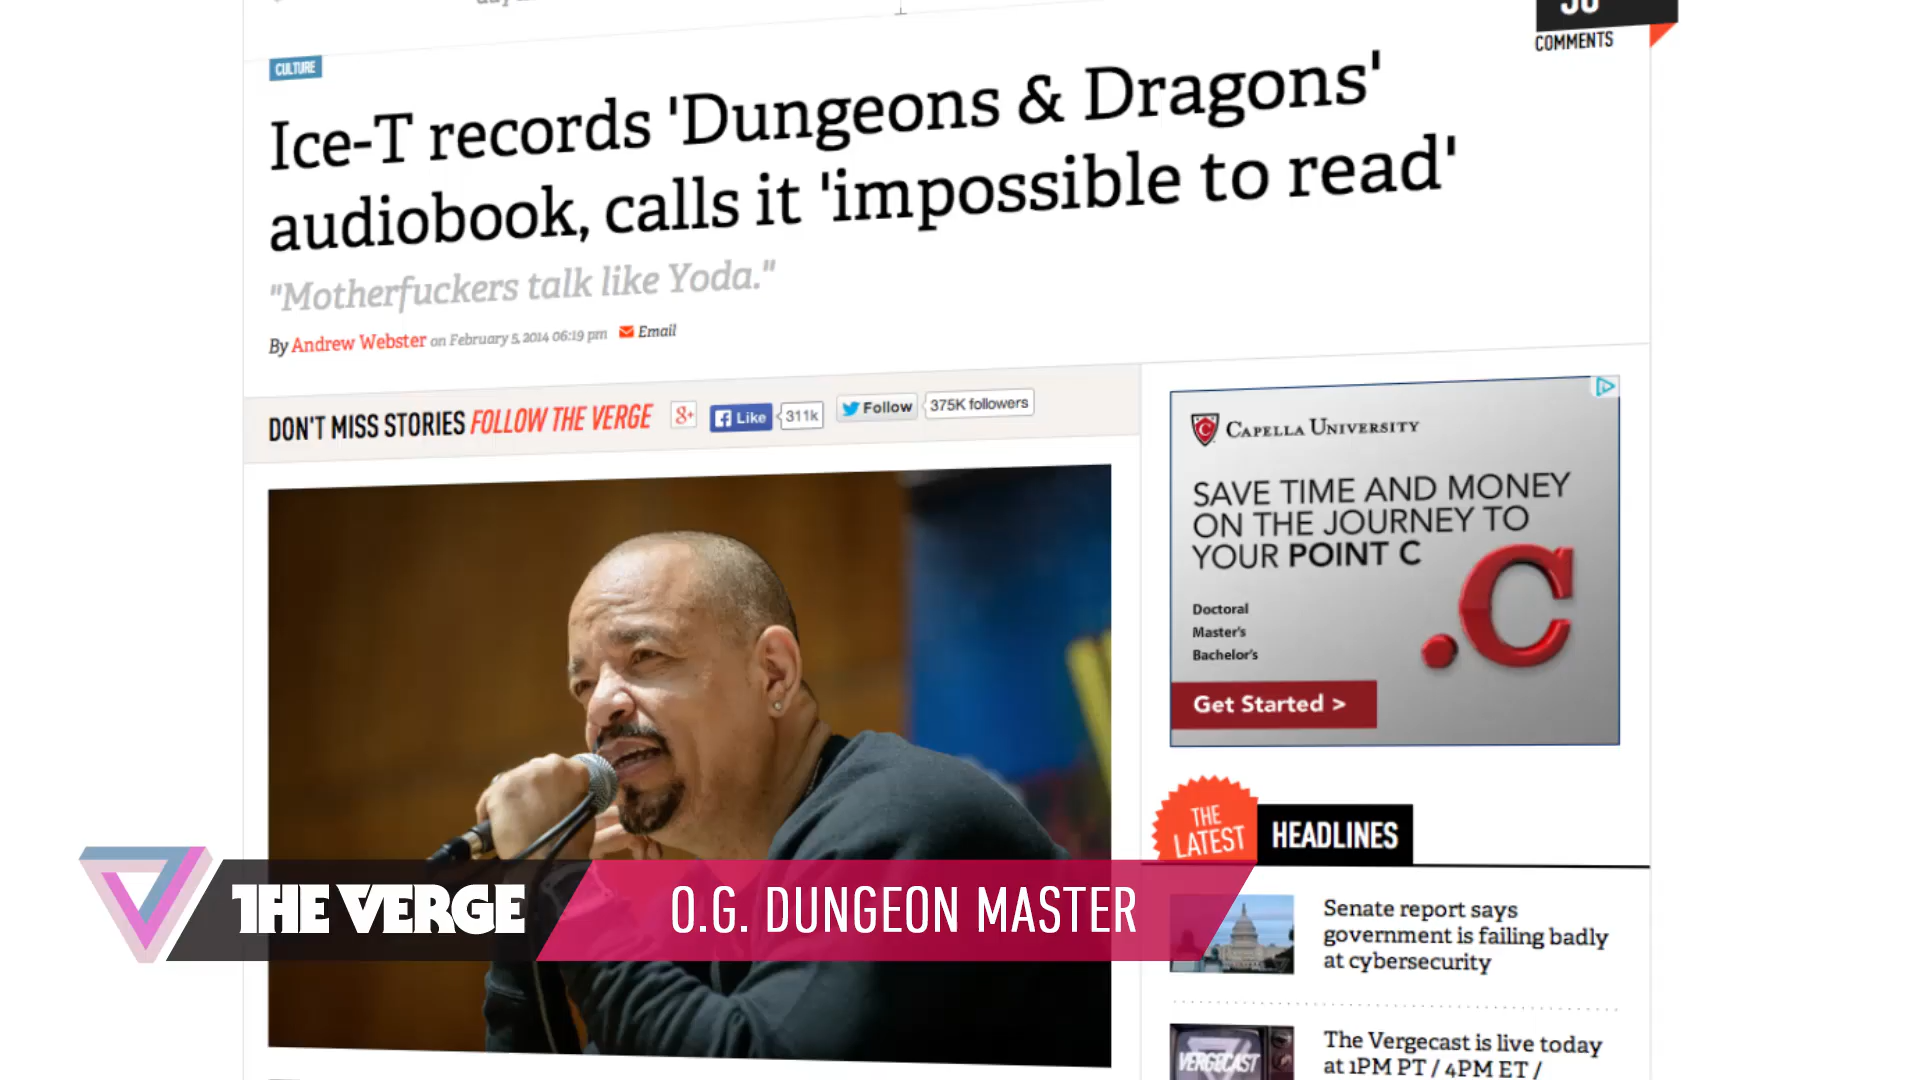 COMMENTS
CULTURE
Ice-T records 'Dungeons & Dragons'
audiobook, calls it 'impossible to read'
"Motherfuckers talk like Yoda."
By Andrew Webster on February 5, 2014 06:19 pm Email
DON'T MISS STORIES FOLLOW THE VERGE 8+ Like 311k Follow 375K followers
CAPELLA UNIVERSITY
SAVE TIME AND MONEY
ON THE JOURNEY TO
YOUR POINT C
Doctoral
Master's
Bachelor's
.C
Get Started >
THE LATEST HEADLINES
THE VERGE O.G. DUNGEON MASTER
Senate report says
government is failing badly
at cybersecurity
VERGECAST
The Vergecast is live today
at 1PM PT / 4PM ET /